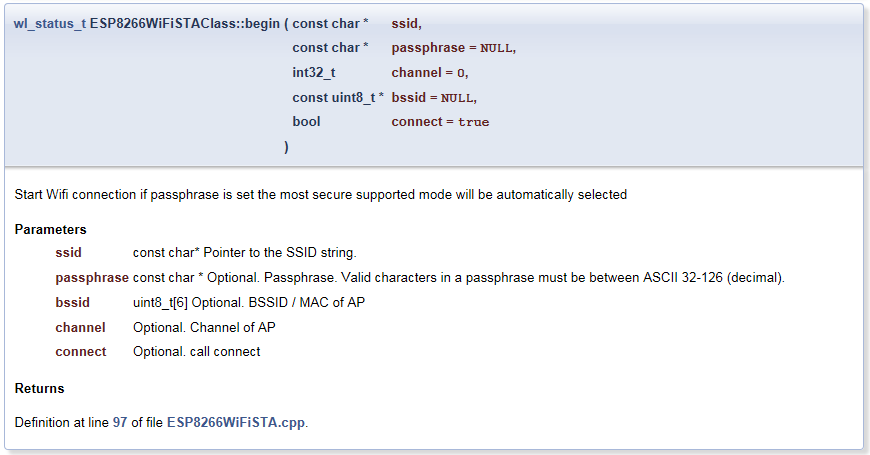 wl_status_t ESP8266WiFiSTAClass::begin ( const char * ssid,
const char * passphrase = NULL,
int32_t channel = 0,
const uint8_t * bssid = NULL,
bool connect = true
)
Start Wifi connection if passphrase is set the most secure supported mode will be automatically selected
Parameters
ssid const char* Pointer to the SSID string.
passphrase const char * Optional. Passphrase. Valid characters in a passphrase must be between ASCII 32-126 (decimal).
bssid uint8_t[6] Optional. BSSID / MAC of AP
channel Optional. Channel of AP
connect Optional. call connect
Returns
Definition at line 97 of file ESP8266WiFiSTA.cpp.